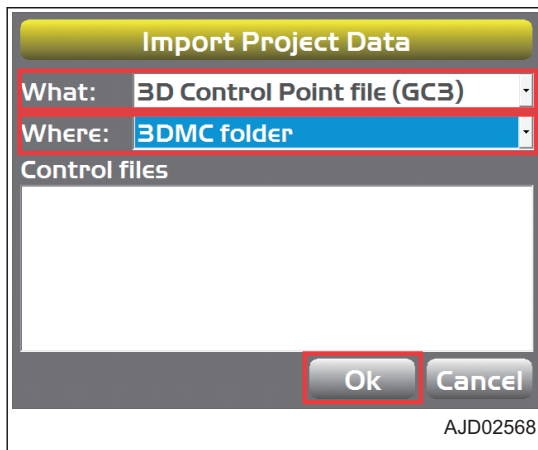 Import Project Data
What: 3D Control Point file (GC3)
Where: 3DMC folder
Control files
Ok Cancel
AJD02568